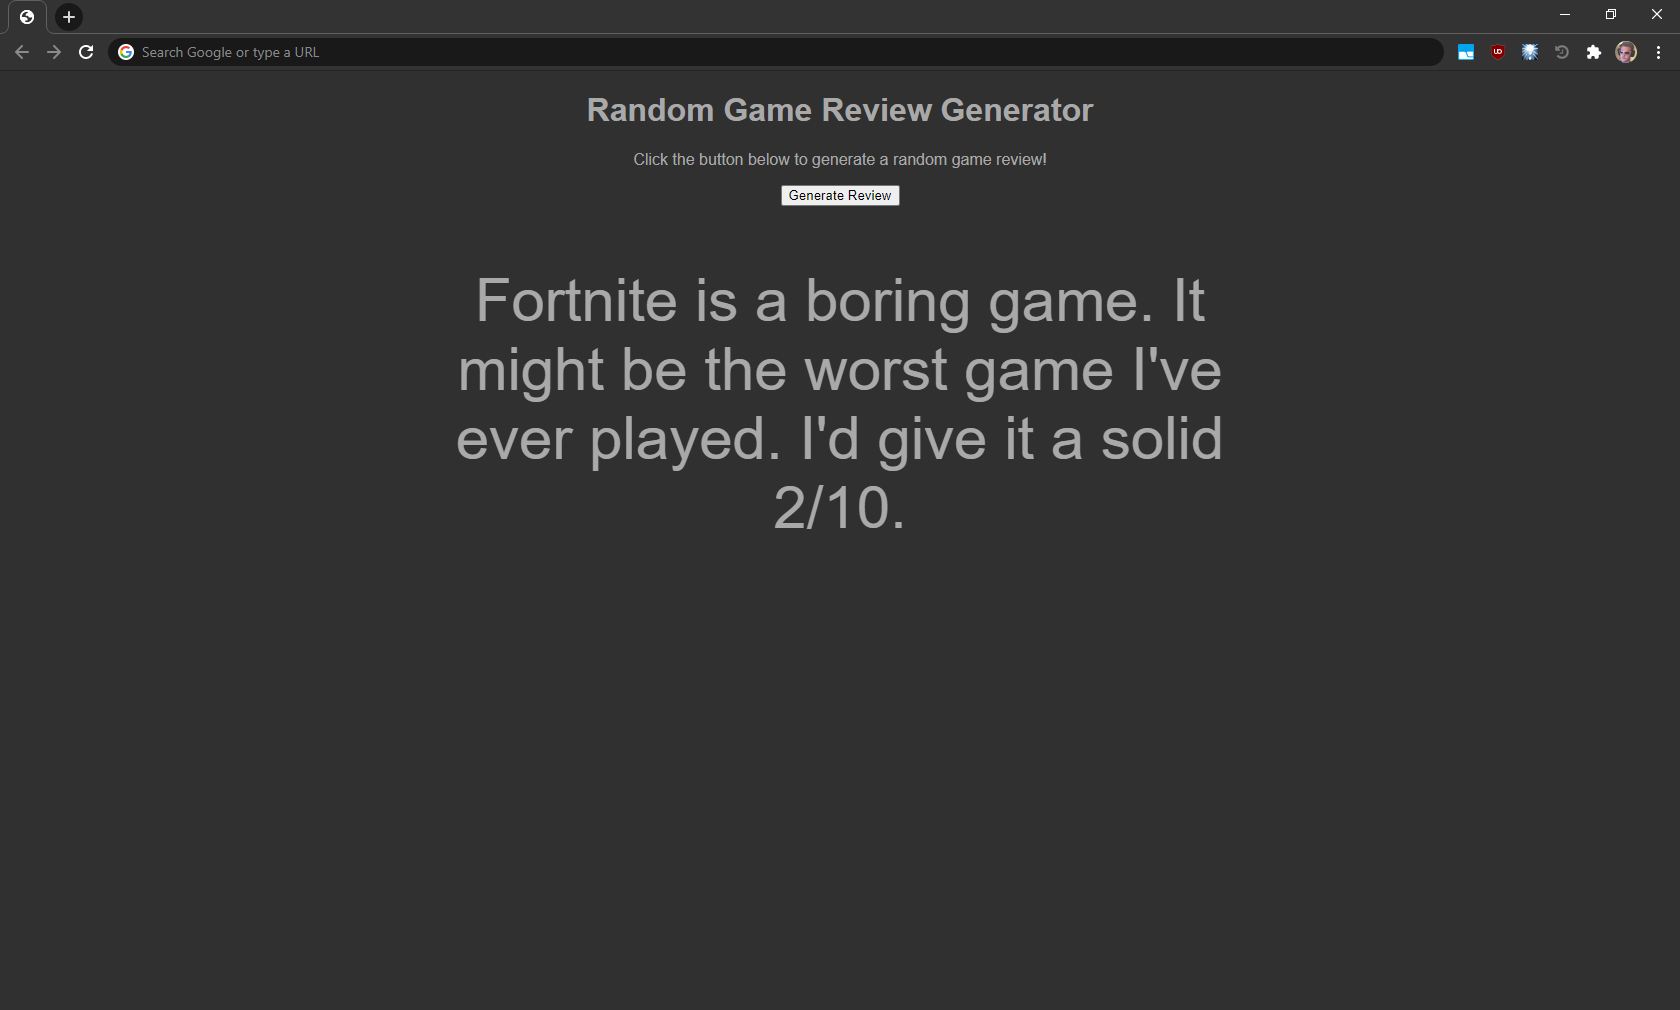 Search Google or type a URL
Random Game Review Generator
Click the button below to generate a random game review!
Generate Review
Fortnite is a boring game. It
might be the worst game I've
ever played. I'd give it a solid
2/10.